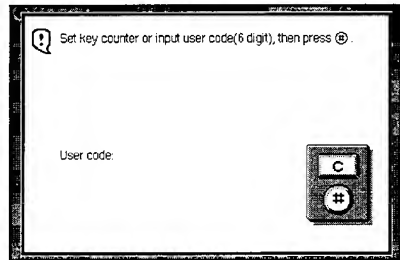 Set key counter or input user code(6 digit), then press ⌗.
User code:
C
#